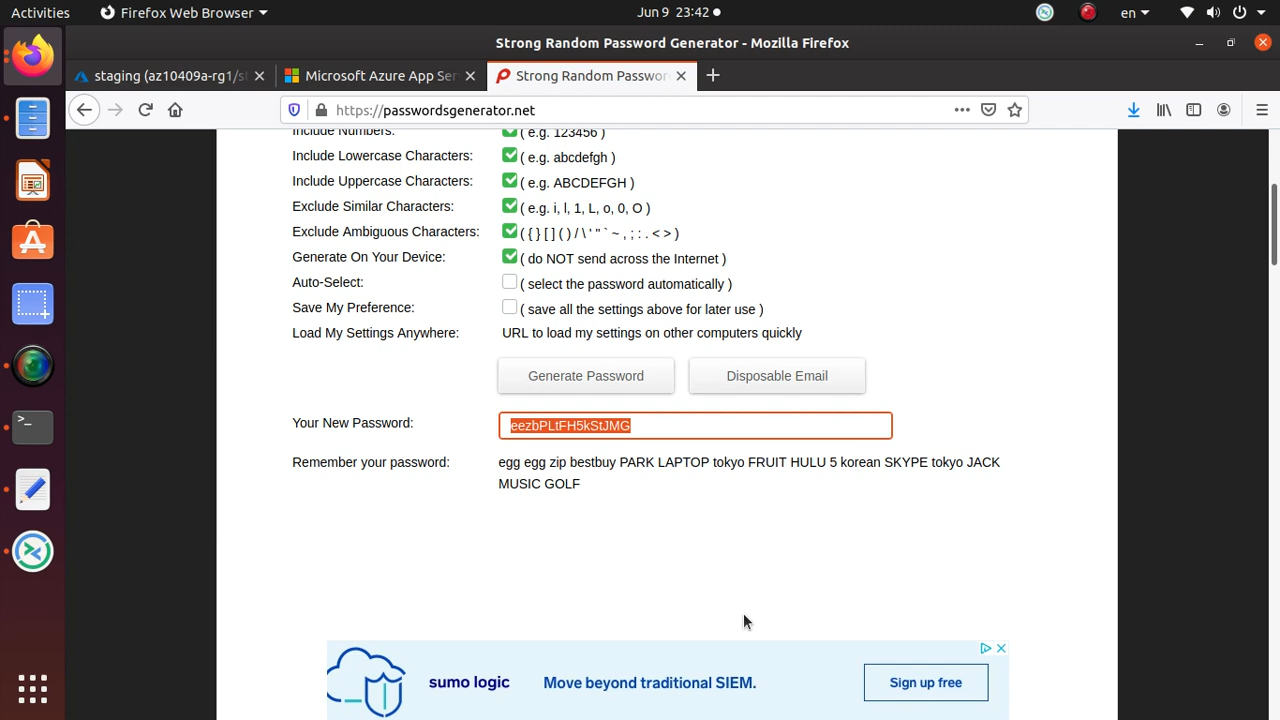 Activities Firefox Web Browser Jun 9 23:42 en
Strong Random Password Generator - Mozilla Firefox
staging (az10409a-rg1/s Microsoft Azure App Ser Strong Random Passwor
https://passwordsgenerator.net
Include Numbers: ( e.g. 123456 )
Include Lowercase Characters: ( e.g. abcdefgh )
Include Uppercase Characters: ( e.g. ABCDEFGH )
Exclude Similar Characters: ( e.g. i, l, 1, L, o, 0, O )
Exclude Ambiguous Characters: ( { } [ ] ( ) / \ ' " ` ~ , ; : . < > )
Generate On Your Device: ( do NOT send across the Internet )
Auto-Select: ( select the password automatically )
Save My Preference: ( save all the settings above for later use )
Load My Settings Anywhere: URL to load my settings on other computers quickly
Generate Password Disposable Email
Your New Password: eezbPLtFH5kStJMG
Remember your password: egg egg zip bestbuy PARK LAPTOP tokyo FRUIT HULU 5 korean SKYPE tokyo JACK
MUSIC GOLF
sumo logic Move beyond traditional SIEM. Sign up free